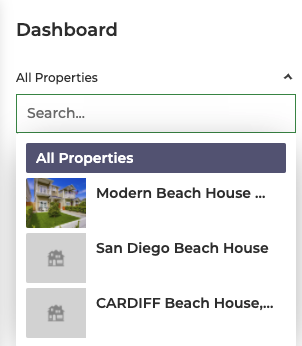 Dashboard
All Properties
Search...
All Properties
Modern Beach House ...
San Diego Beach House
CARDIFF Beach House,...